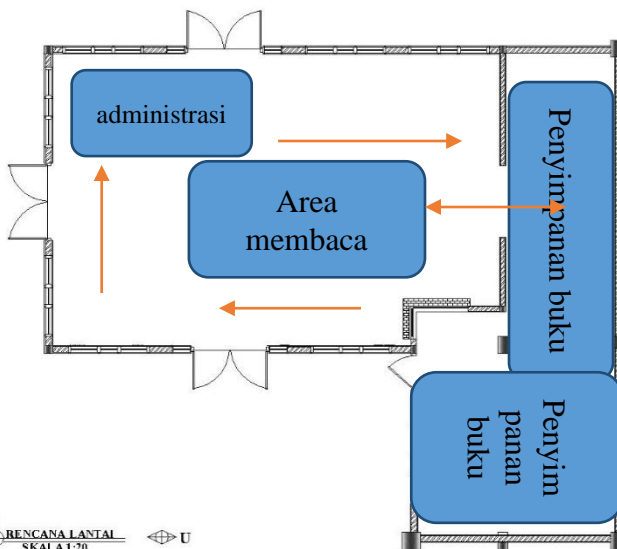 administrasi
Area
membaca
Penyimpanan buku
Penyim
panan
buku
RENCANA LANTAI
SKALA 1:20
U